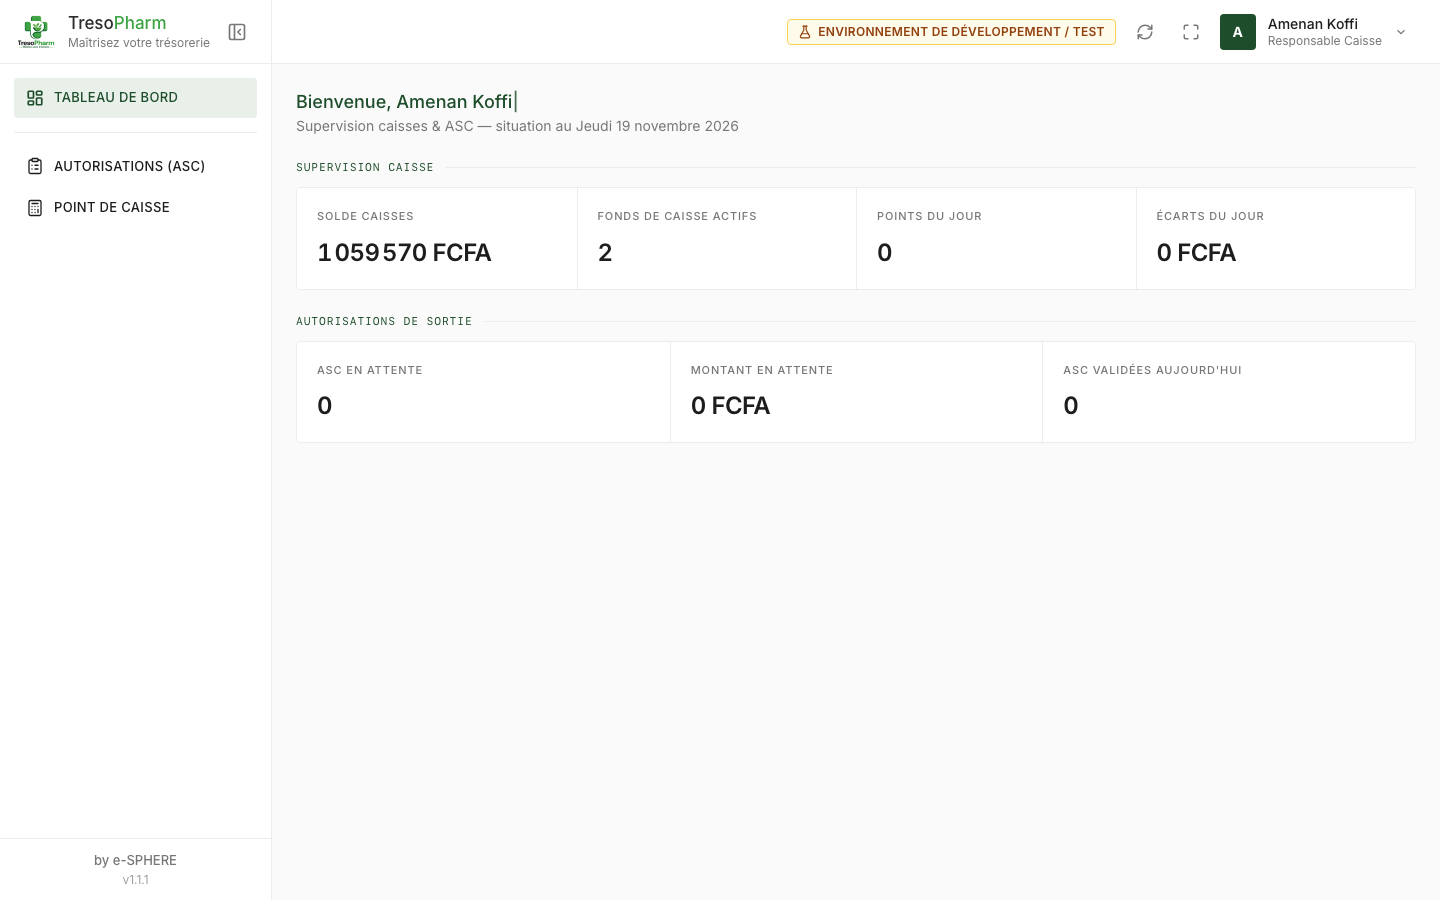 TresoPharm
TresoPharm
Maîtrisez votre trésorerie
ENVIRONNEMENT DE DÉVELOPPEMENT / TEST
A
Amenan Koffi
Responsable Caisse
TABLEAU DE BORD
AUTORISATIONS (ASC)
POINT DE CAISSE
Bienvenue, Amenan Koffi
Supervision caisses & ASC — situation au Jeudi 19 novembre 2026
SUPERVISION CAISSE
SOLDE CAISSES
1 059 570 FCFA
FONDS DE CAISSE ACTIFS
2
POINTS DU JOUR
0
ÉCARTS DU JOUR
0 FCFA
AUTORISATIONS DE SORTIE
ASC EN ATTENTE
0
MONTANT EN ATTENTE
0 FCFA
ASC VALIDÉES AUJOURD'HUI
0
by e-SPHERE
v1.1.1